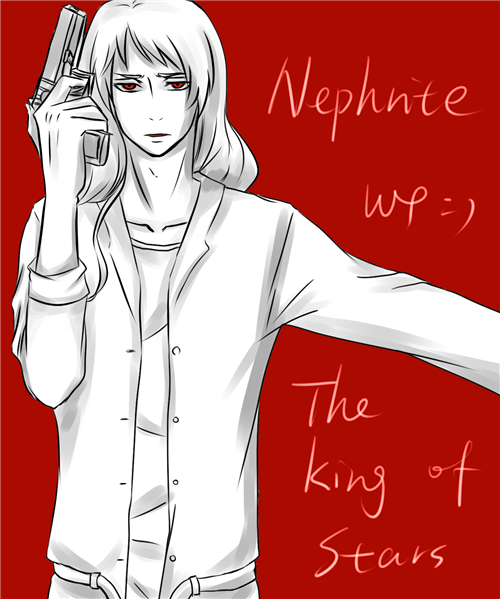 Nephrite
WP =)
The
king of
Stars